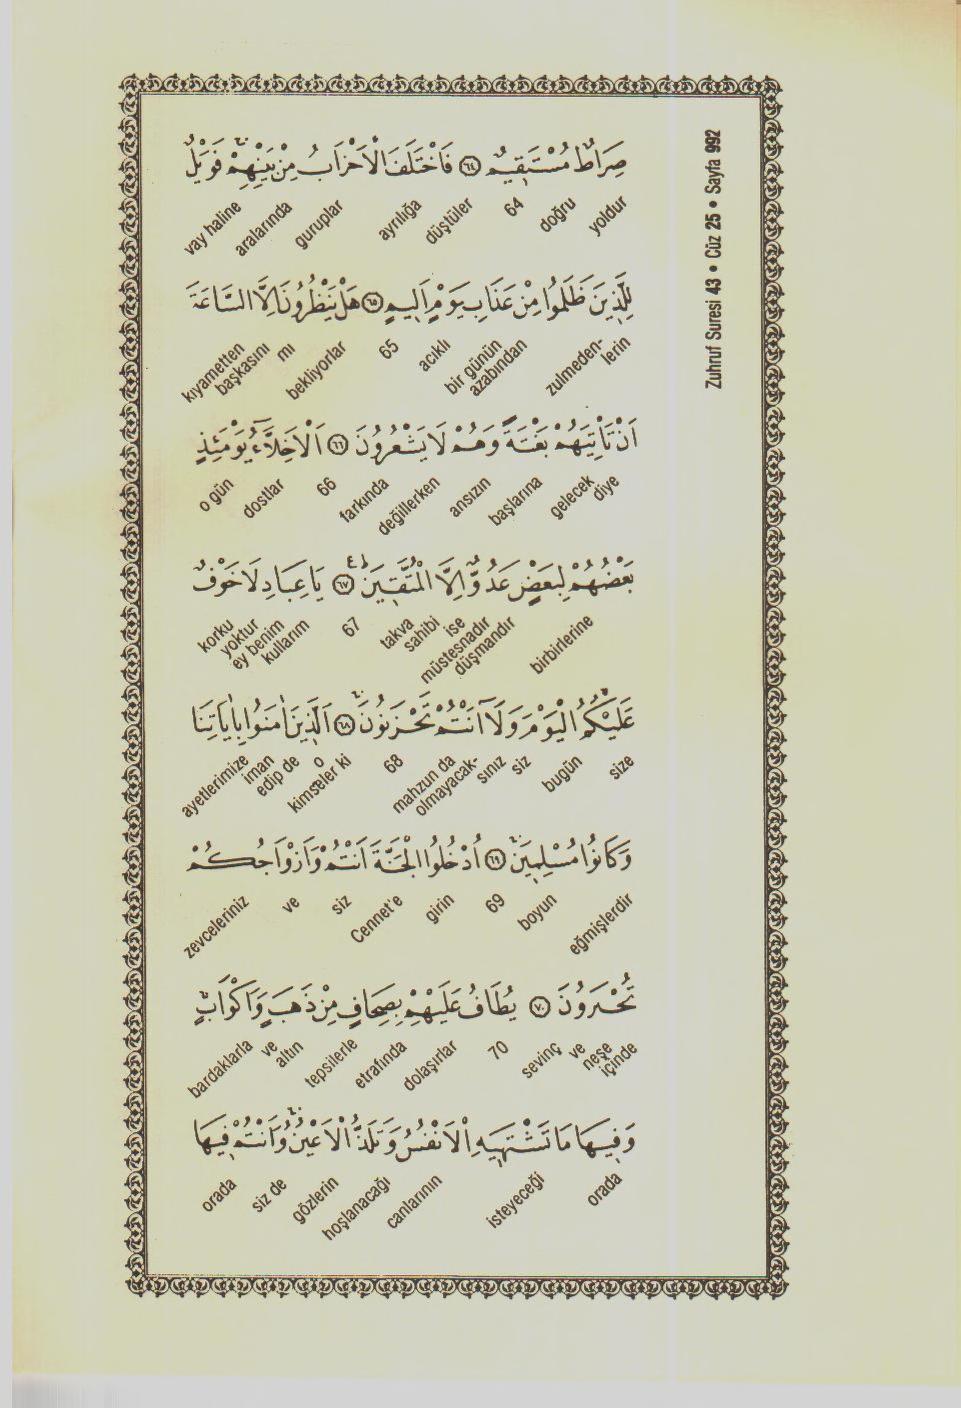 Zuhruf Suresi 43 • Cüz 25 • Sayfa 992
صِرَاطٌ مُسْتَقِيمٌ ﴿٦٤﴾ فَاخْتَلَفَ الْاَحْزَابُ مِنْ بَيْنِهِمْ فَوَيْلٌ
yoldur doğru 64 düştüler ayrılığa guruplar aralarında vay haline
لِلَّذِينَ ظَلَمُوا مِنْ عَذَابِ يَوْمٍ اَلِيمٍ ﴿٦٥﴾ هَلْ يَنْظُرُونَ اِلَّا السَّاعَةَ
zulmeden-lerin bir günün azabından acıklı 65 bekliyorlar mı başkasını kıyametten
اَنْ تَأْتِيَهُمْ بَغْتَةً وَهُمْ لَا يَشْعُرُونَ ﴿٦٦﴾ اَلْاَخِلَّاءُ يَوْمَئِذٍ
gelecek diye başlarına ansızın değillerken farkında 66 dostlar o gün
بَعْضُهُمْ لِبَعْضٍ عَدُوٌّ اِلَّا الْمُتَّقِينَ ﴿٦٧﴾ يَا عِبَادِ لَا خَوْفٌ
birbirlerine düşmandır müstesnadır ise takva sahibi 67 ey benim kullarım korku yoktur
عَلَيْكُمُ الْيَوْمَ وَلَا اَنْتُمْ تَحْزَنُونَ ﴿٦٨﴾ اَلَّذِينَ اٰمَنُوا بِاٰيَاتِنَا
size bugün siz mahzun da olmayacak-sınız 68 o kimseler ki iman edip de ayetlerimize
وَكَانُوا مُسْلِمِينَ ﴿٦٩﴾ اُدْخُلُوا الْجَنَّةَ اَنْتُمْ وَاَزْوَاجُكُمْ
eğmişlerdir boyun 69 girin Cennet'e siz ve zevceleriniz
تُحْبَرُونَ ﴿٧٠﴾ يُطَافُ عَلَيْهِمْ بِصِحَافٍ مِنْ ذَهَبٍ وَاَكْوَابٍ
sevinç ve neşe içinde 70 dolaşırlar etrafında tepsilerle altın ve bardaklarla
وَفِيهَا مَا تَشْتَهِيهِ الْاَنْفُسُ وَتَلَذُّ الْاَعْيُنُ وَاَنْتُمْ فِيهَا
orada isteyeceği canlarının hoşlanacağı gözlerin siz de orada